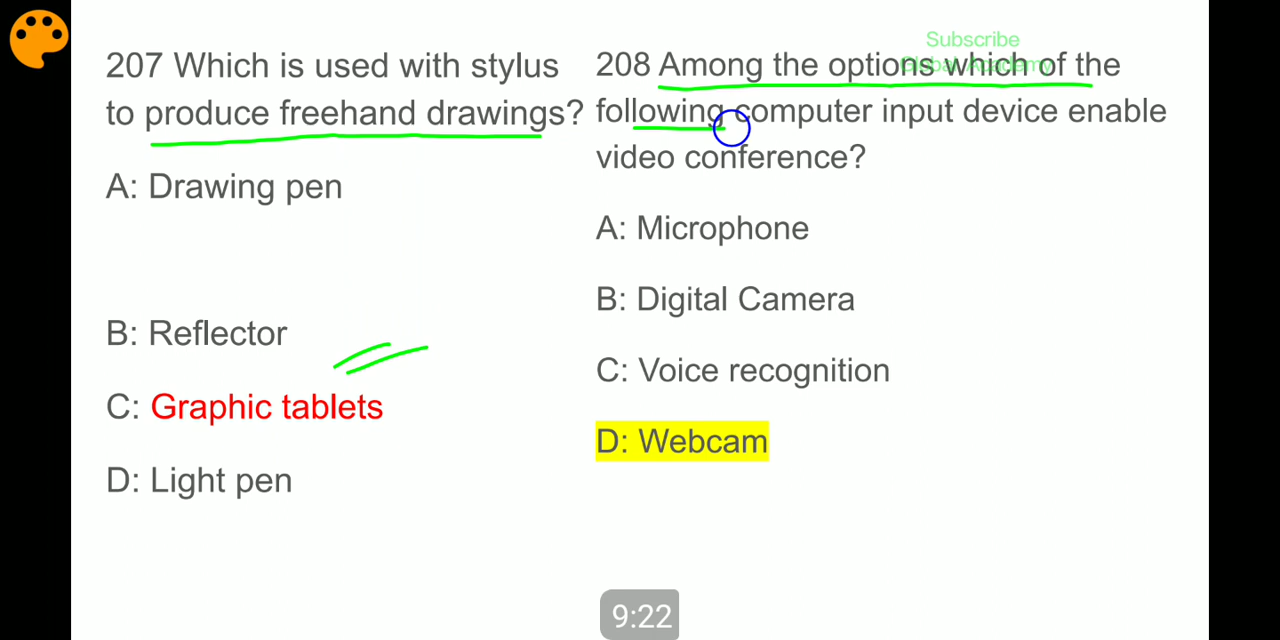 207 Which is used with stylus
to produce freehand drawings?
A: Drawing pen
B: Reflector
C: Graphic tablets
D: Light pen
Subscribe
Global Academy
208 Among the options which of the
following computer input device enable
video conference?
A: Microphone
B: Digital Camera
C: Voice recognition
D: Webcam
9:22